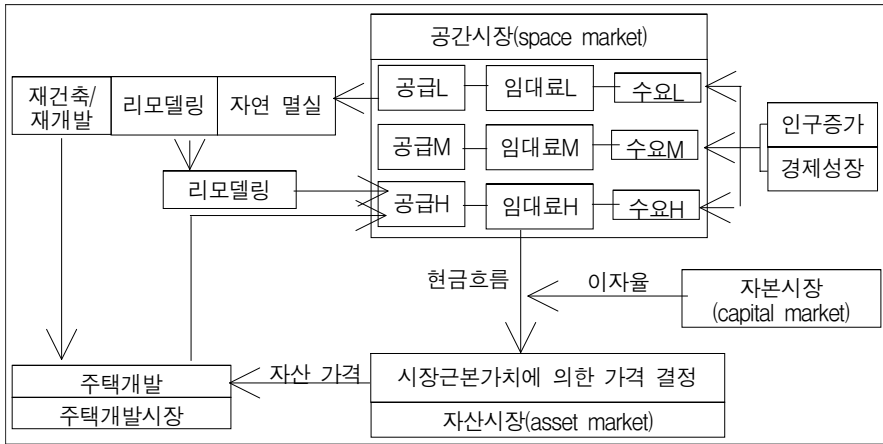 공간시장(space market)
재건축/
재개발
리모델링
자연 멸실
공급L
임대료L
수요L
공급M
임대료M
수요M
인구증가
경제성장
리모델링
공급H
임대료H
수요H
현금흐름
이자율
자본시장
(capital market)
주택개발
주택개발시장
자산 가격
시장근본가치에 의한 가격 결정
자산시장(asset market)